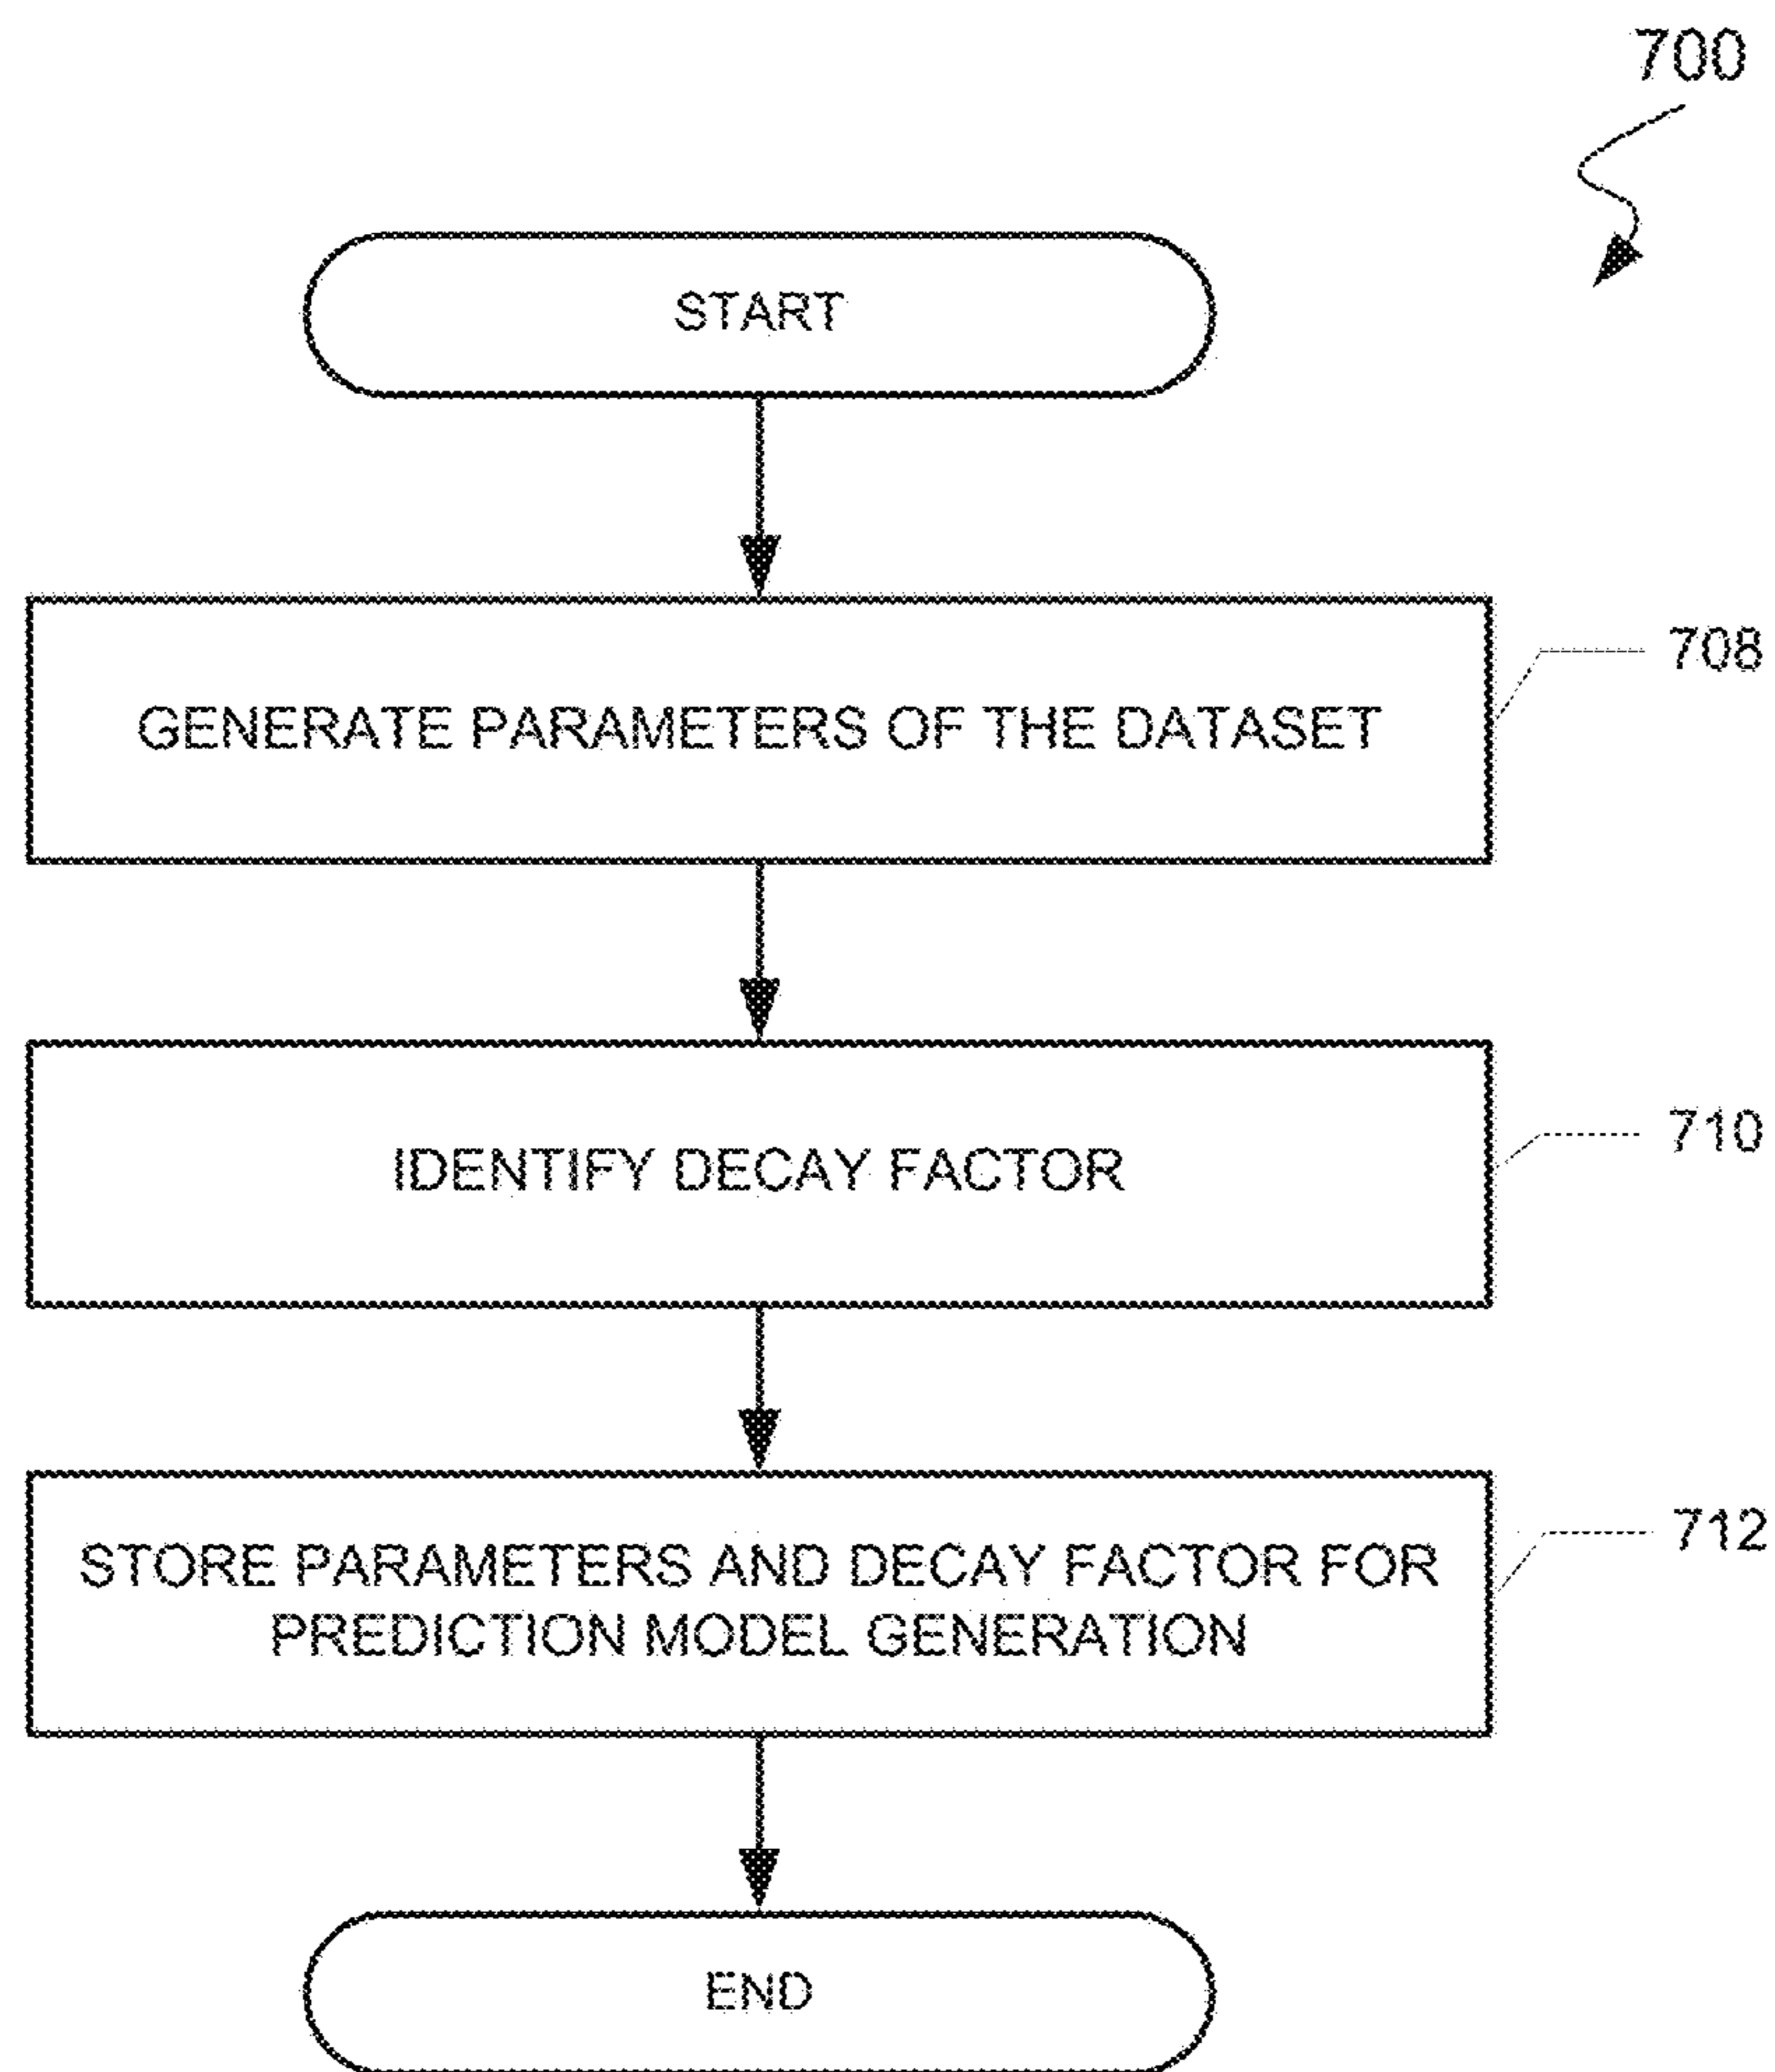 700
START
GENERATE PARAMETERS OF THE DATASET
708
IDENTIFY DECAY FACTOR
710
STORE PARAMETERS AND DECAY FACTOR FOR
PREDICTION MODEL GENERATION
712
END